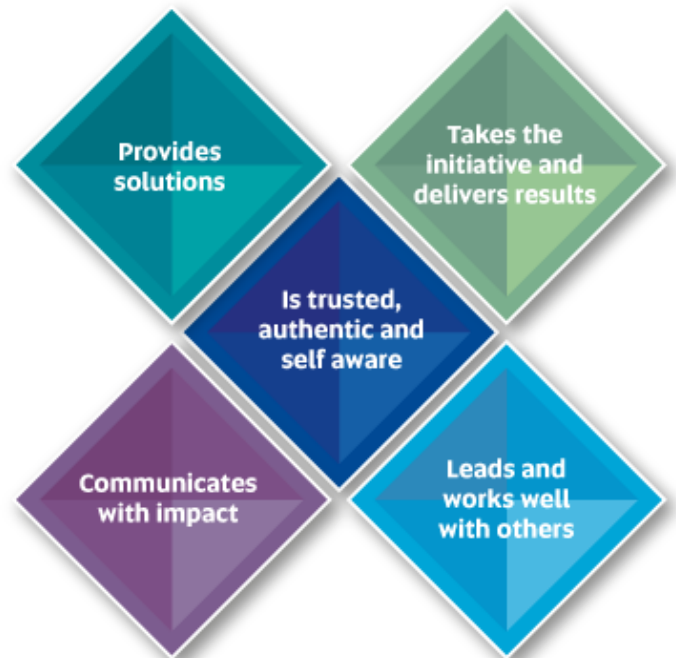 Provides
solutions
Takes the
initiative and
delivers results
Is trusted,
authentic and
self aware
Communicates
with impact
Leads and
works well
with others